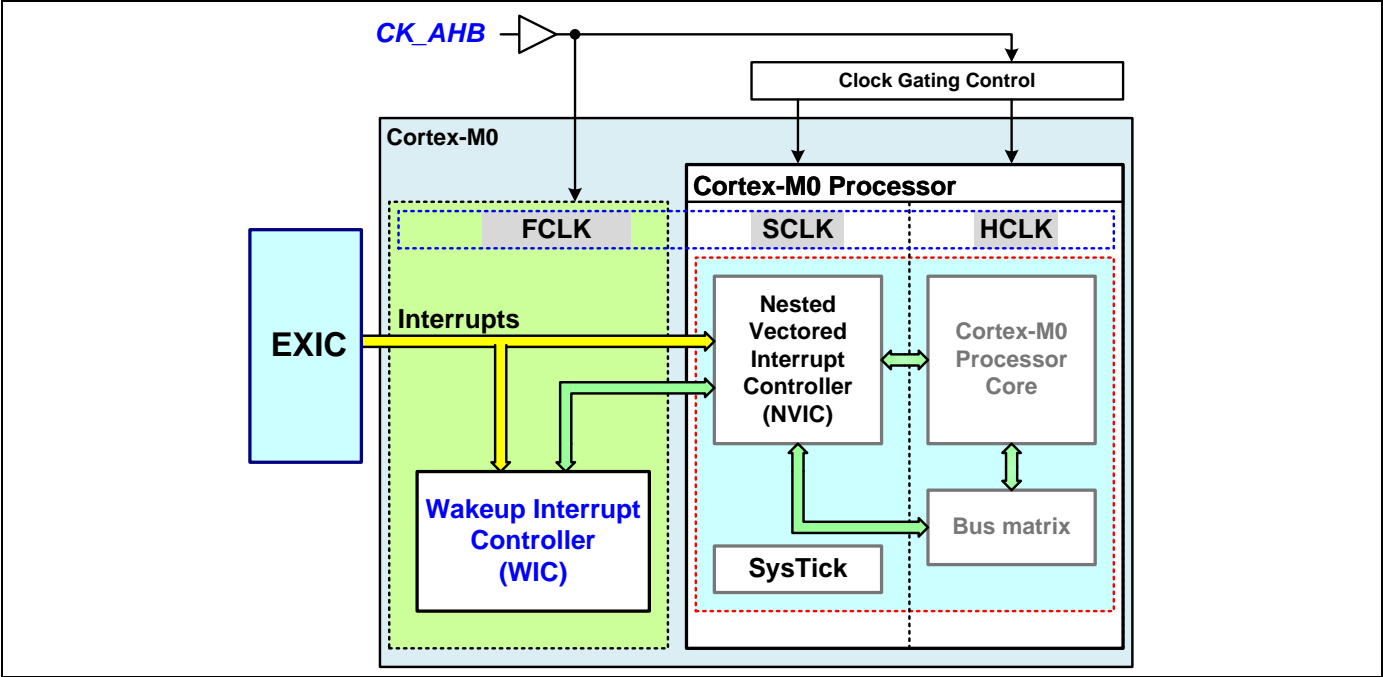 CK_AHB
Clock Gating Control
Cortex-M0
Cortex-M0 Processor
FCLK
SCLK
HCLK
EXIC
Interrupts
Nested
Vectored
Interrupt
Controller
(NVIC)
Cortex-M0
Processor
Core
Wakeup Interrupt
Controller
(WIC)
Bus matrix
SysTick